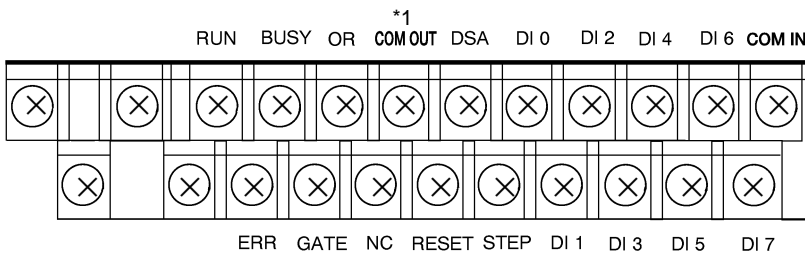 *1
RUN BUSY OR COM OUT DSA DI 0 DI 2 DI 4 DI 6 COM IN
ERR GATE NC RESET STEP DI 1 DI 3 DI 5 DI 7